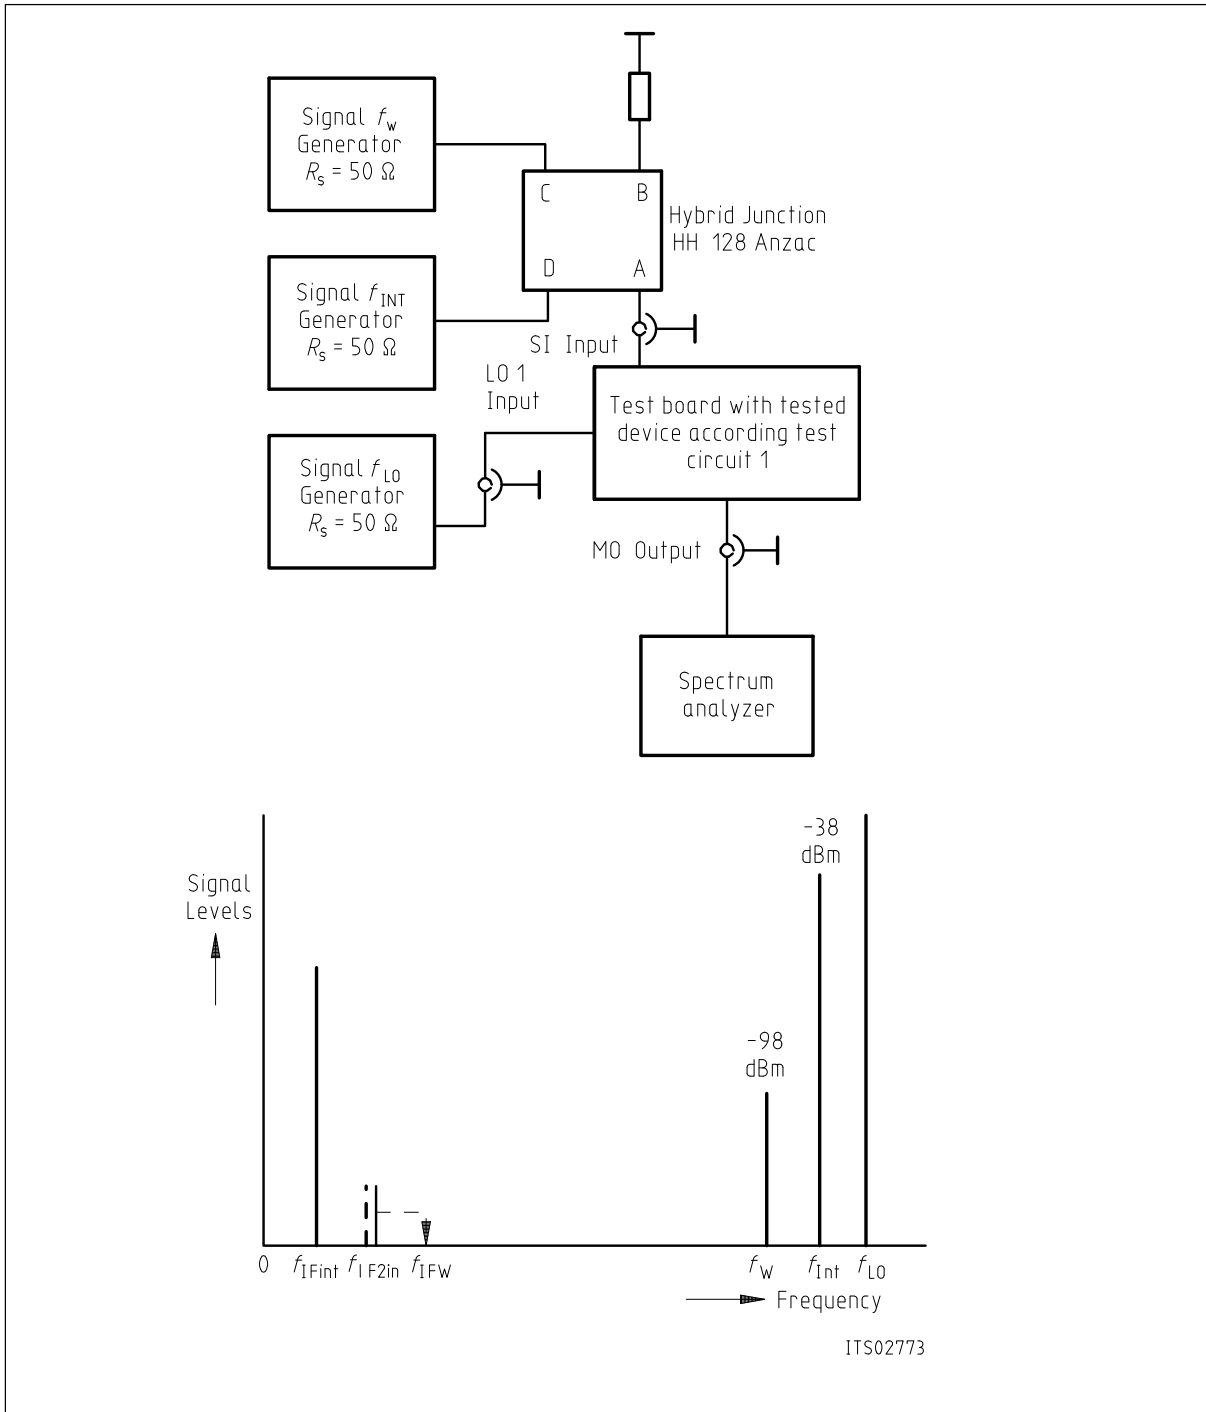 Signal f_W
Generator
R_s = 50 Ω
C
B
Hybrid Junction
HH 128 Anzac
D
A
Signal f_INT
Generator
R_s = 50 Ω
SI Input
LO 1
Input
Test board with tested
device according test
circuit 1
Signal f_LO
Generator
R_s = 50 Ω
MO Output
Spectrum
analyzer
-38
dBm
Signal
Levels
-98
dBm
0
f_IFint
f_IF2in
f_IFW
f_W
f_Int
f_LO
Frequency
ITS02773